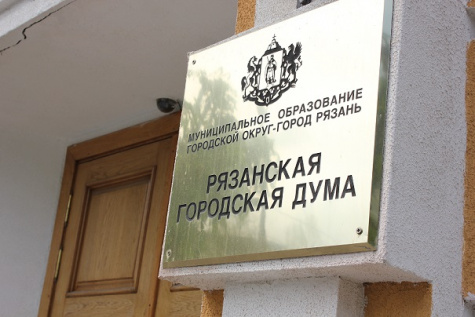 МУНИЦИПАЛЬНОЕ ОБРАЗОВАНИЕ
ГОРОДСКОЙ ОКРУГ-ГОРОД РЯЗАНЬ
РЯЗАНСКАЯ
ГОРОДСКАЯ ДУМА